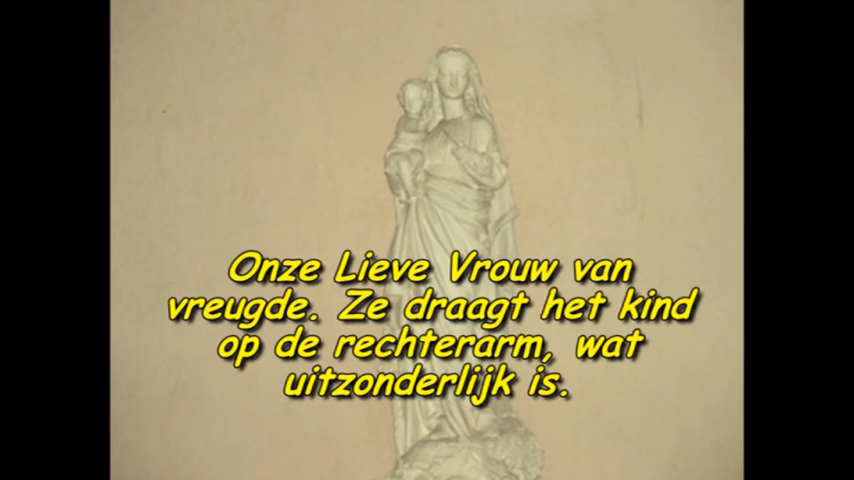 Onze Lieve Vrouw van
vreugde. Ze draagt het kind
op de rechterarm, wat
uitzonderlijk is.